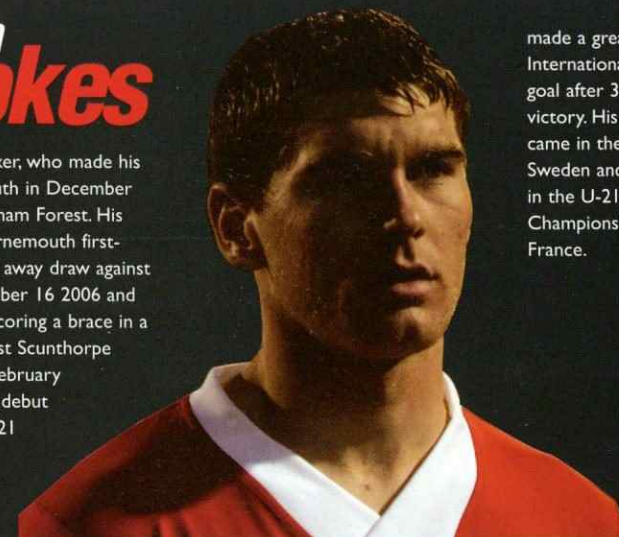 okes
ker, who made his
uth in December
ham Forest. His
rnemouth first-
away draw against
ber 16 2006 and
coring a brace in a
st Scunthorpe
ebruary
debut
21
made a grea
Internationa
goal after 3
victory. His
came in the
Sweden and
in the U-21
Champions
France.